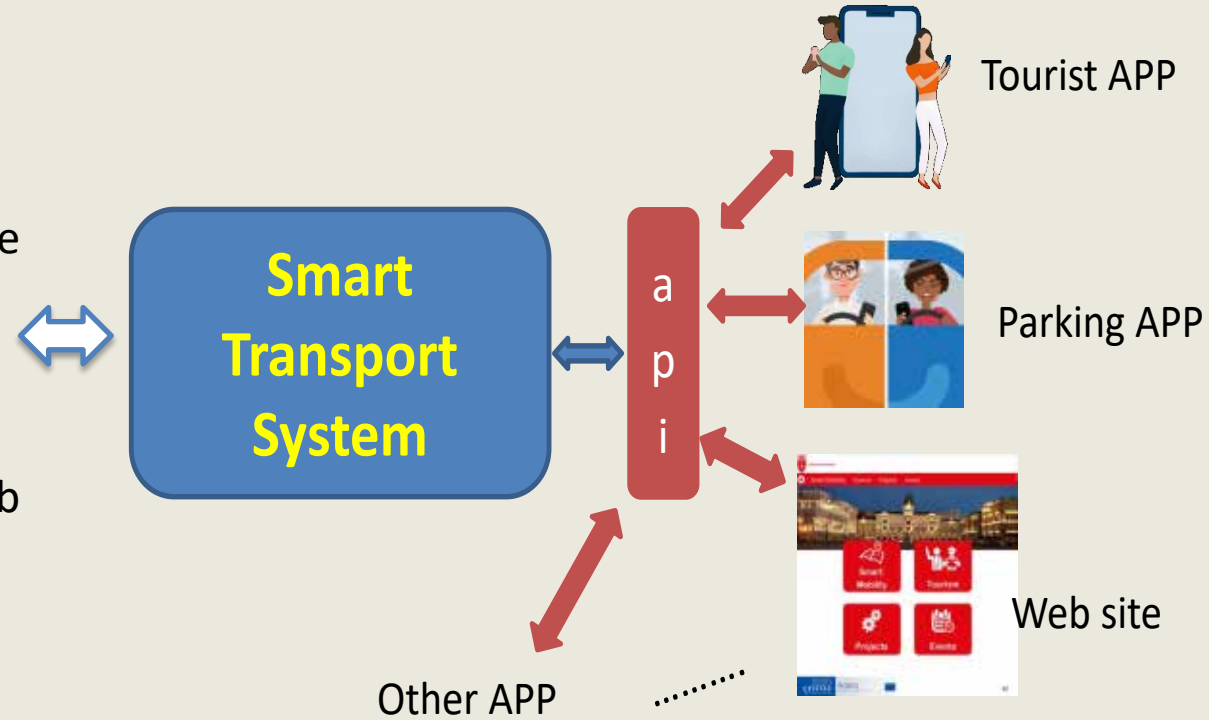 Tourist APP
e
Smart
Transport
System
a
p
i
Parking APP
b
Smart
Mobility
Tourism
Projects
Events
Web site
Other APP